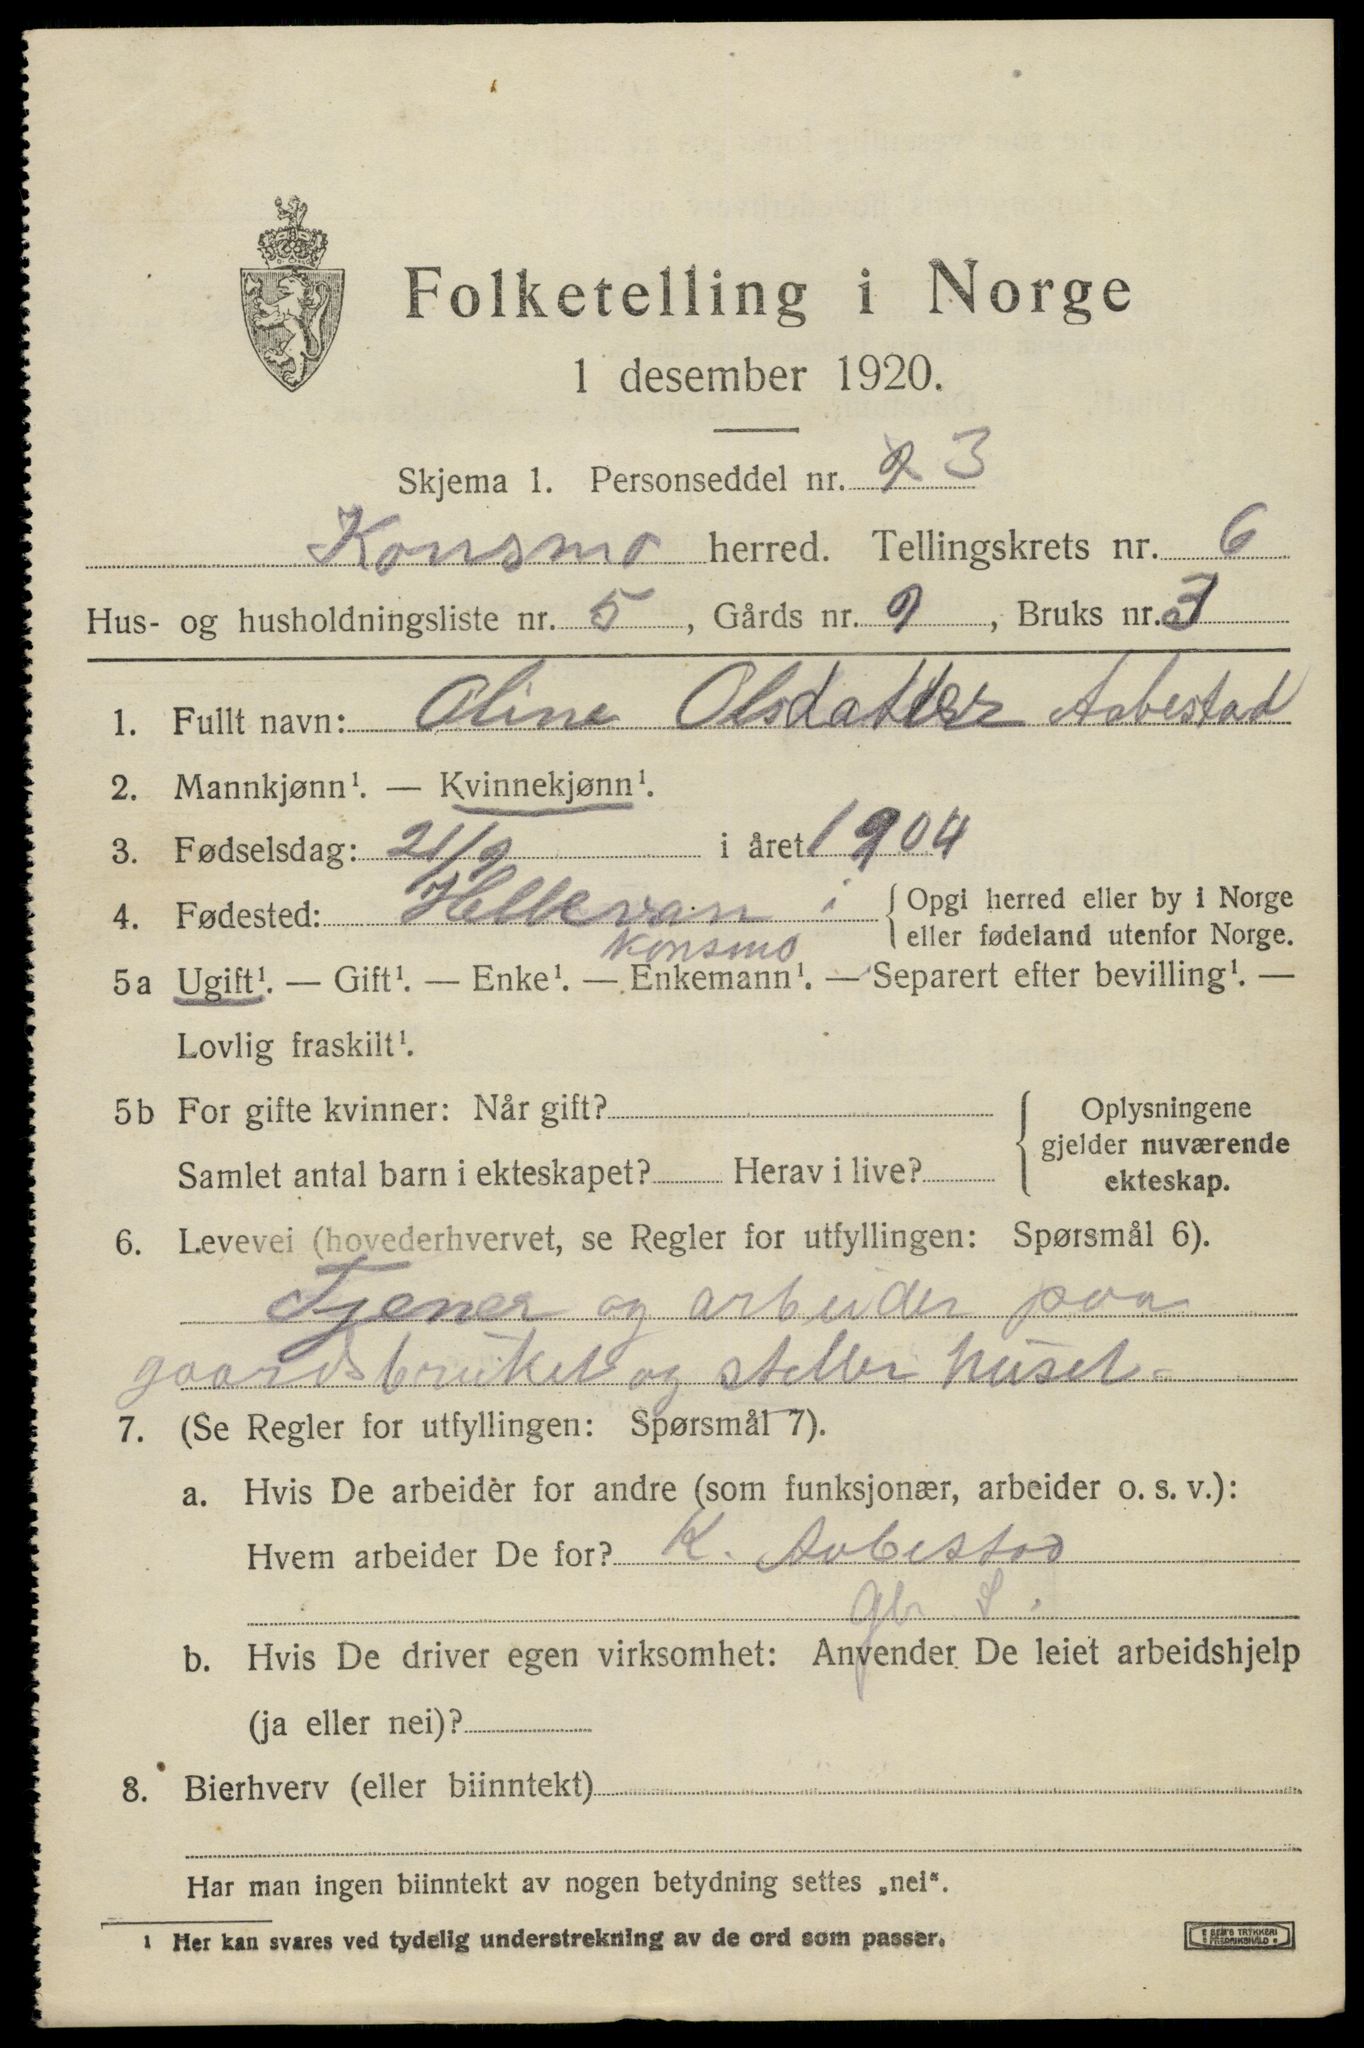 Folketelling i Norge
1 desember 1920.
Skjema 1. Personseddel nr. 3
Konsmo herred. Tellingskrets nr. 6
Hus- og husholdningsliste nr. 5, Gårds nr. 9, Bruks nr. 3
1. Fullt navn: Oline Olsdatter Aabestad
2. Mannkjønn¹. — Kvinnekjønn¹.
3. Fødselsdag: 21/9 i året 1904
4. Fødested: i { Opgi herred eller by i Norge
Konsmo eller fødeland utenfor Norge.
5a Ugift¹. — Gift¹. — Enke¹. — Enkemann¹. — Separert efter bevilling¹. —
Lovlig fraskilt¹.
5b For gifte kvinner: Når gift? { Oplysningene
gjelder nuværende
Samlet antal barn i ekteskapet? Herav i live? ekteskap.
6. Levevei (hovederhvervet, se Regler for utfyllingen: Spørsmål 6).
Tjener og arbeider paa
gaardsbruket og steller huset.
7. (Se Regler for utfyllingen: Spørsmål 7).
a. Hvis De arbeider for andre (som funksjonær, arbeider o. s. v.):
Hvem arbeider De for? K. Aabestad
gbr S.
b. Hvis De driver egen virksomhet: Anvender De leiet arbeidshjelp
(ja eller nei)?
8. Bierhverv (eller biinntekt)
Har man ingen biinntekt av nogen betydning settes „nei“.
¹ Her kan svares ved tydelig understrekning av de ord som passer.